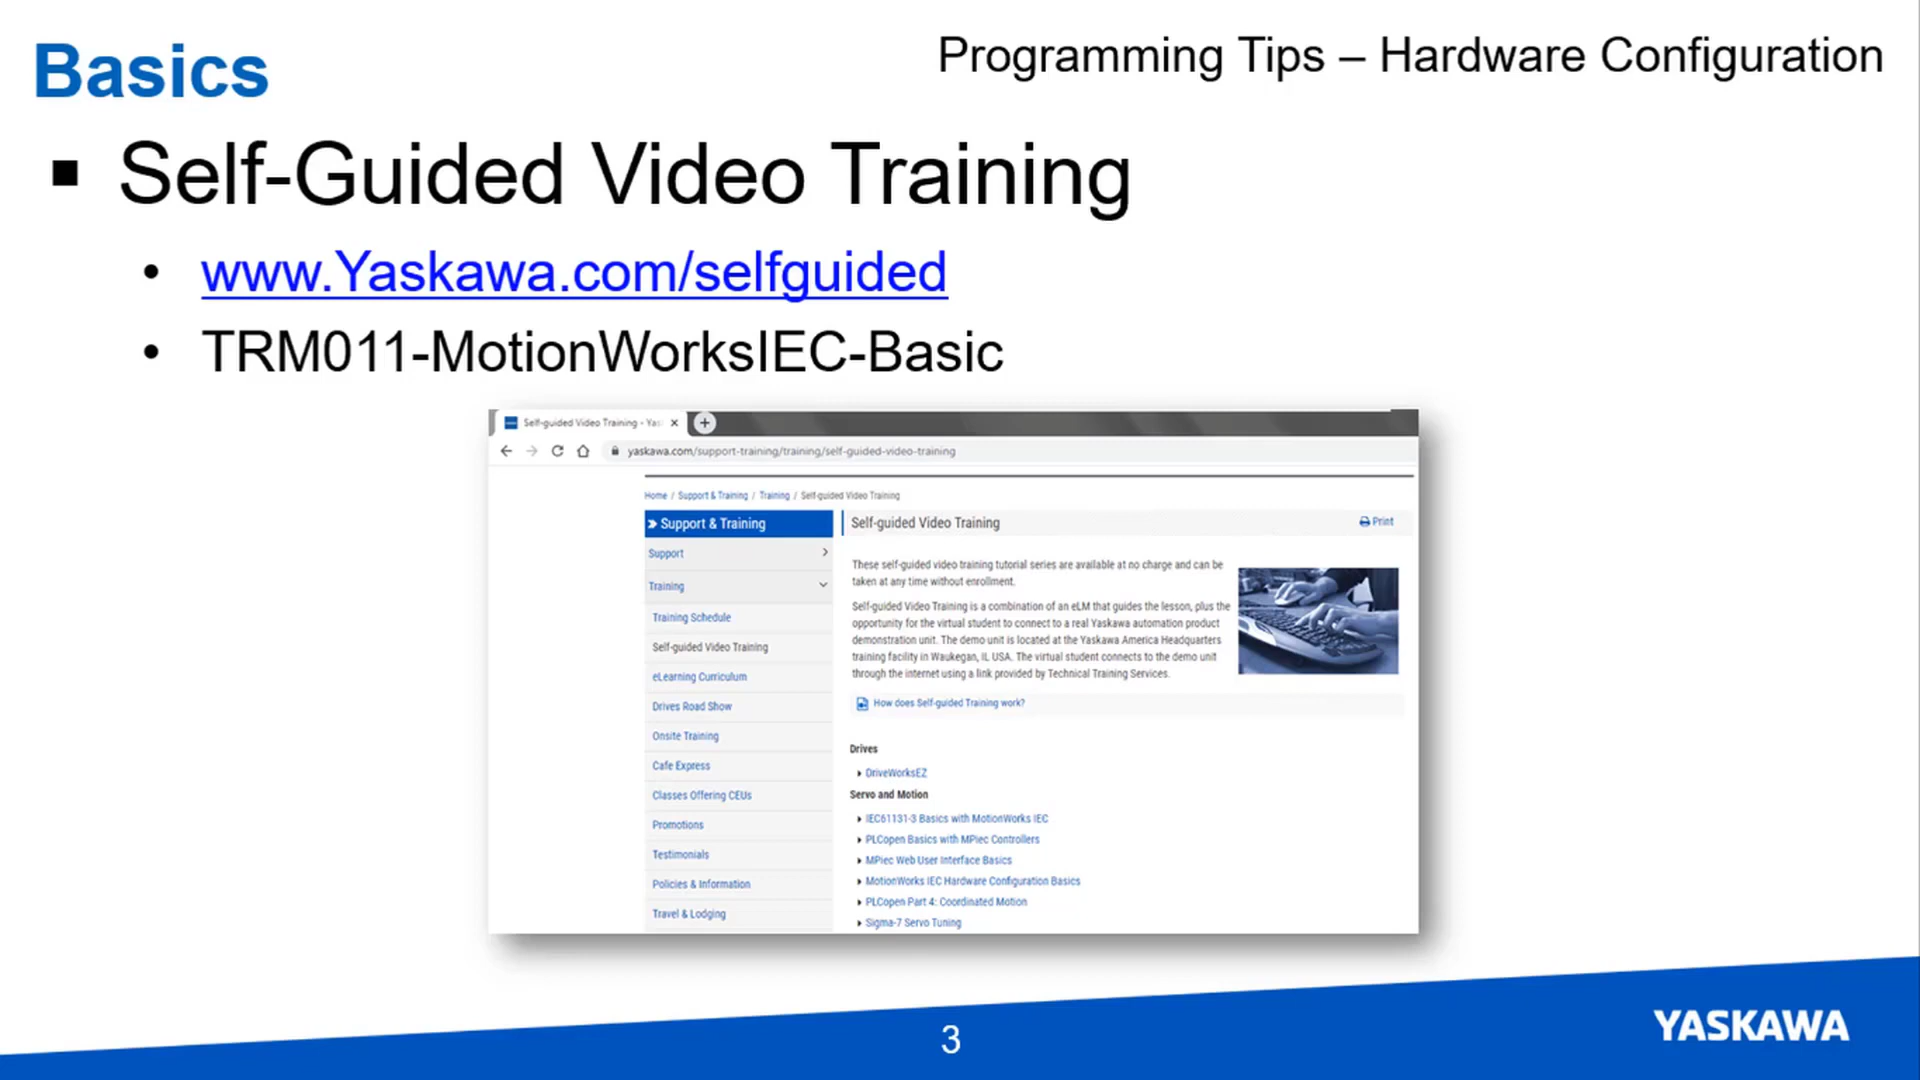 Basics
Programming Tips – Hardware Configuration
▪ Self-Guided Video Training
• www.Yaskawa.com/selfguided
• TRM011-MotionWorksIEC-Basic
Self-guided Video Training - Yas
yaskawa.com/support-training/training/self-guided-video-training
Home / Support & Training / Training / Self-guided Video Training
Support & Training
Support
Training
Training Schedule
Self-guided Video Training
eLearning Curriculum
Drives Road Show
Onsite Training
Cafe Express
Classes Offering CEUs
Promotions
Testimonials
Policies & Information
Travel & Lodging
Self-guided Video Training
Print
These self-guided video training tutorial series are available at no charge and can be
taken at any time without enrollment.
Self-guided Video Training is a combination of an eLM that guides the lesson, plus the
opportunity for the virtual student to connect to a real Yaskawa automation product
demonstration unit. The demo unit is located at the Yaskawa America Headquarters
training facility in Waukegan, IL USA. The virtual student connects to the demo unit
through the internet using a link provided by Technical Training Services.
How does Self-guided Training work?
Drives
DriveWorksEZ
Servo and Motion
IEC61131-3 Basics with MotionWorks IEC
PLCopen Basics with MPiec Controllers
MPiec Web User Interface Basics
MotionWorks IEC Hardware Configuration Basics
PLCopen Part 4: Coordinated Motion
Sigma-7 Servo Tuning
3
YASKAWA